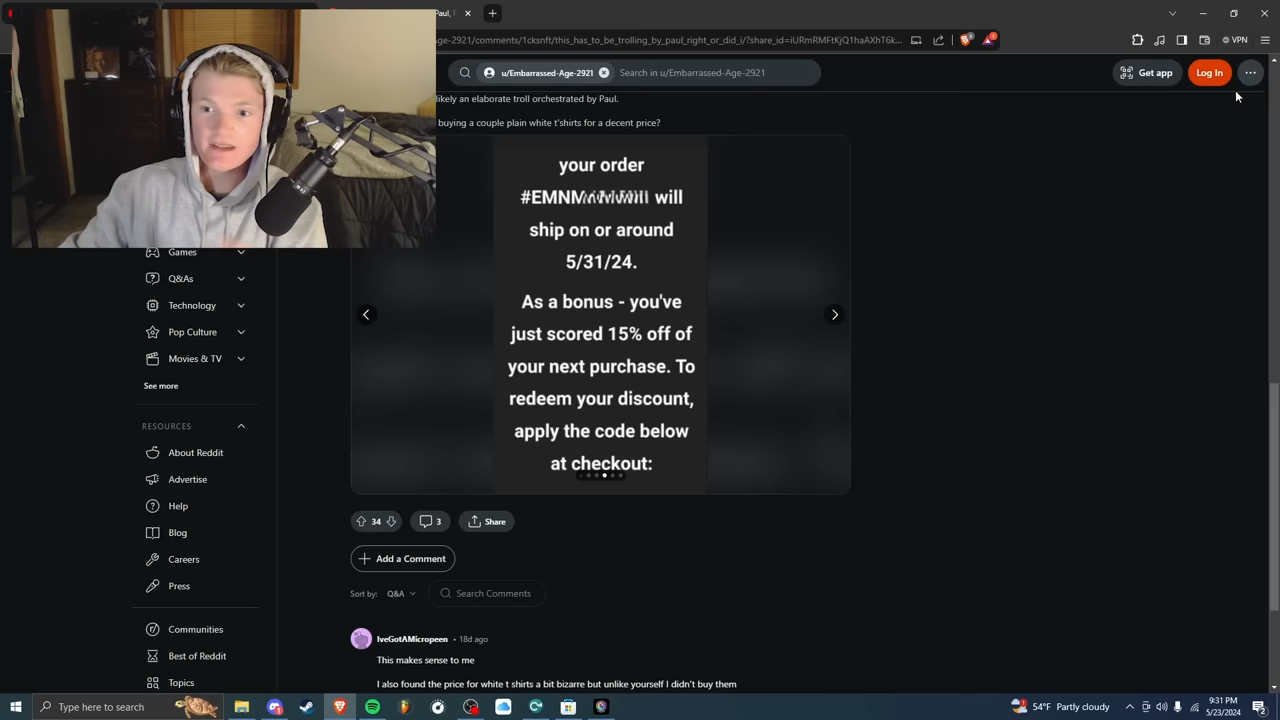 Paul,
-Age-2921/comments/1cksnft/this_has_to_be_trolling_by_paul_right_or_did_i/?share_id=iURmRMFtKjQ1haAXhT6k...
VPN
u/Embarrassed-Age-2921
Search in u/Embarrassed-Age-2921
Get app
Log In
likely an elaborate troll orchestrated by Paul.
buying a couple plain white t'shirts for a decent price?
your order
#EMNM will
ship on or around
5/31/24.
As a bonus - you've
just scored 15% off of
your next purchase. To
redeem your discount,
apply the code below
at checkout:
Games
Q&As
Technology
Pop Culture
Movies & TV
See more
RESOURCES
About Reddit
Advertise
Help
Blog
Careers
Press
Communities
Best of Reddit
Topics
34
3
Share
Add a Comment
Sort by:
Q&A
Search Comments
IveGotAMicropeen • 18d ago
This makes sense to me
I also found the price for white t shirts a bit bizarre but unlike yourself I didn't buy them
Type here to search
54°F Partly cloudy
9:31 PM
5/23/2024